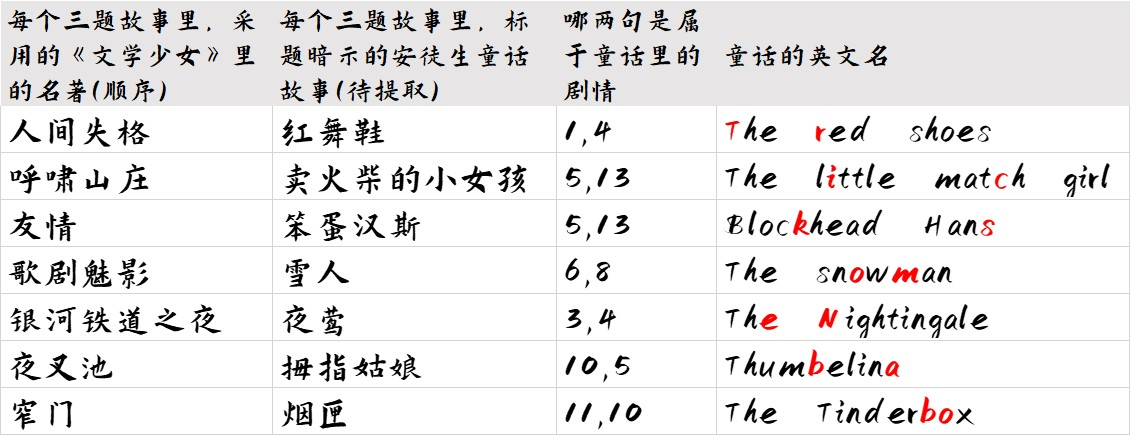 每个三题故事里，采用的《文学少女》里的名著(顺序)
每个三题故事里，标题暗示的安徒生童话故事(待提取)
哪两句是属于童话里的剧情
童话的英文名
人间失格 红舞鞋 1,4 The red shoes
呼啸山庄 卖火柴的小女孩 5,13 The little match girl
友情 笨蛋汉斯 5,13 Blockhead Hans
歌剧魅影 雪人 6,8 The snowman
银河铁道之夜 夜莺 3,4 The Nightingale
夜叉池 拇指姑娘 10,5 Thumbelina
窄门 烟匣 11,10 The Tinderbox